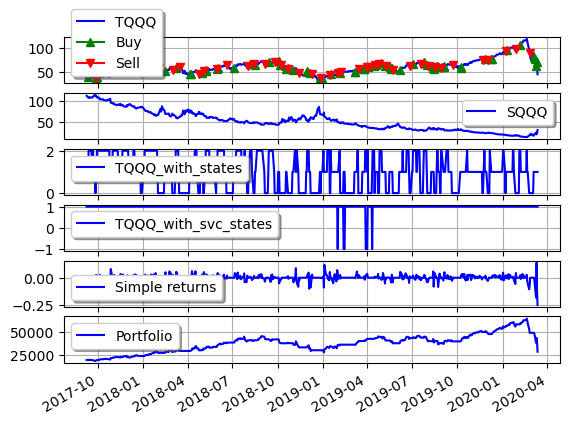 TQQQ
Buy
Sell
100
50
SQQQ
100
50
TQQQ_with_states
2
0
TQQQ_with_svc_states
1
−1
Simple returns
0.00
−0.25
Portfolio
50000
25000
2017-10
2018-01
2018-04
2018-07
2018-10
2019-01
2019-04
2019-07
2019-10
2020-01
2020-04